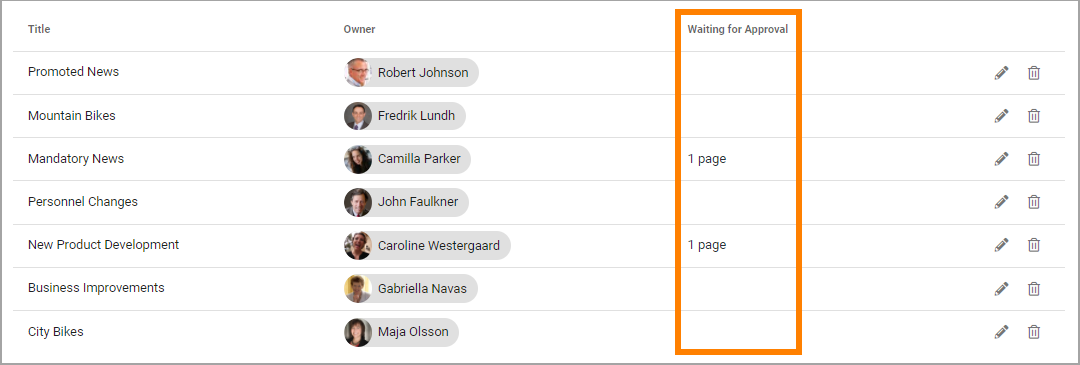 Title Owner Waiting for Approval
Promoted News Robert Johnson
Mountain Bikes Fredrik Lundh
Mandatory News Camilla Parker 1 page
Personnel Changes John Faulkner
New Product Development Caroline Westergaard 1 page
Business Improvements Gabriella Navas
City Bikes Maja Olsson